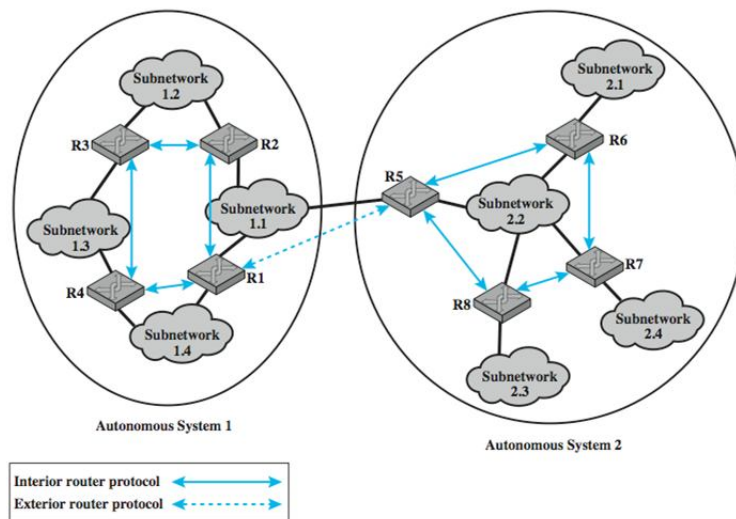 Subnetwork
1.2
R3
R2
Subnetwork
1.3
Subnetwork
1.1
R4
R1
Subnetwork
1.4
Autonomous System 1
Subnetwork
2.1
R6
R5
Subnetwork
2.2
R7
R8
Subnetwork
2.4
Subnetwork
2.3
Autonomous System 2
Interior router protocol
Exterior router protocol